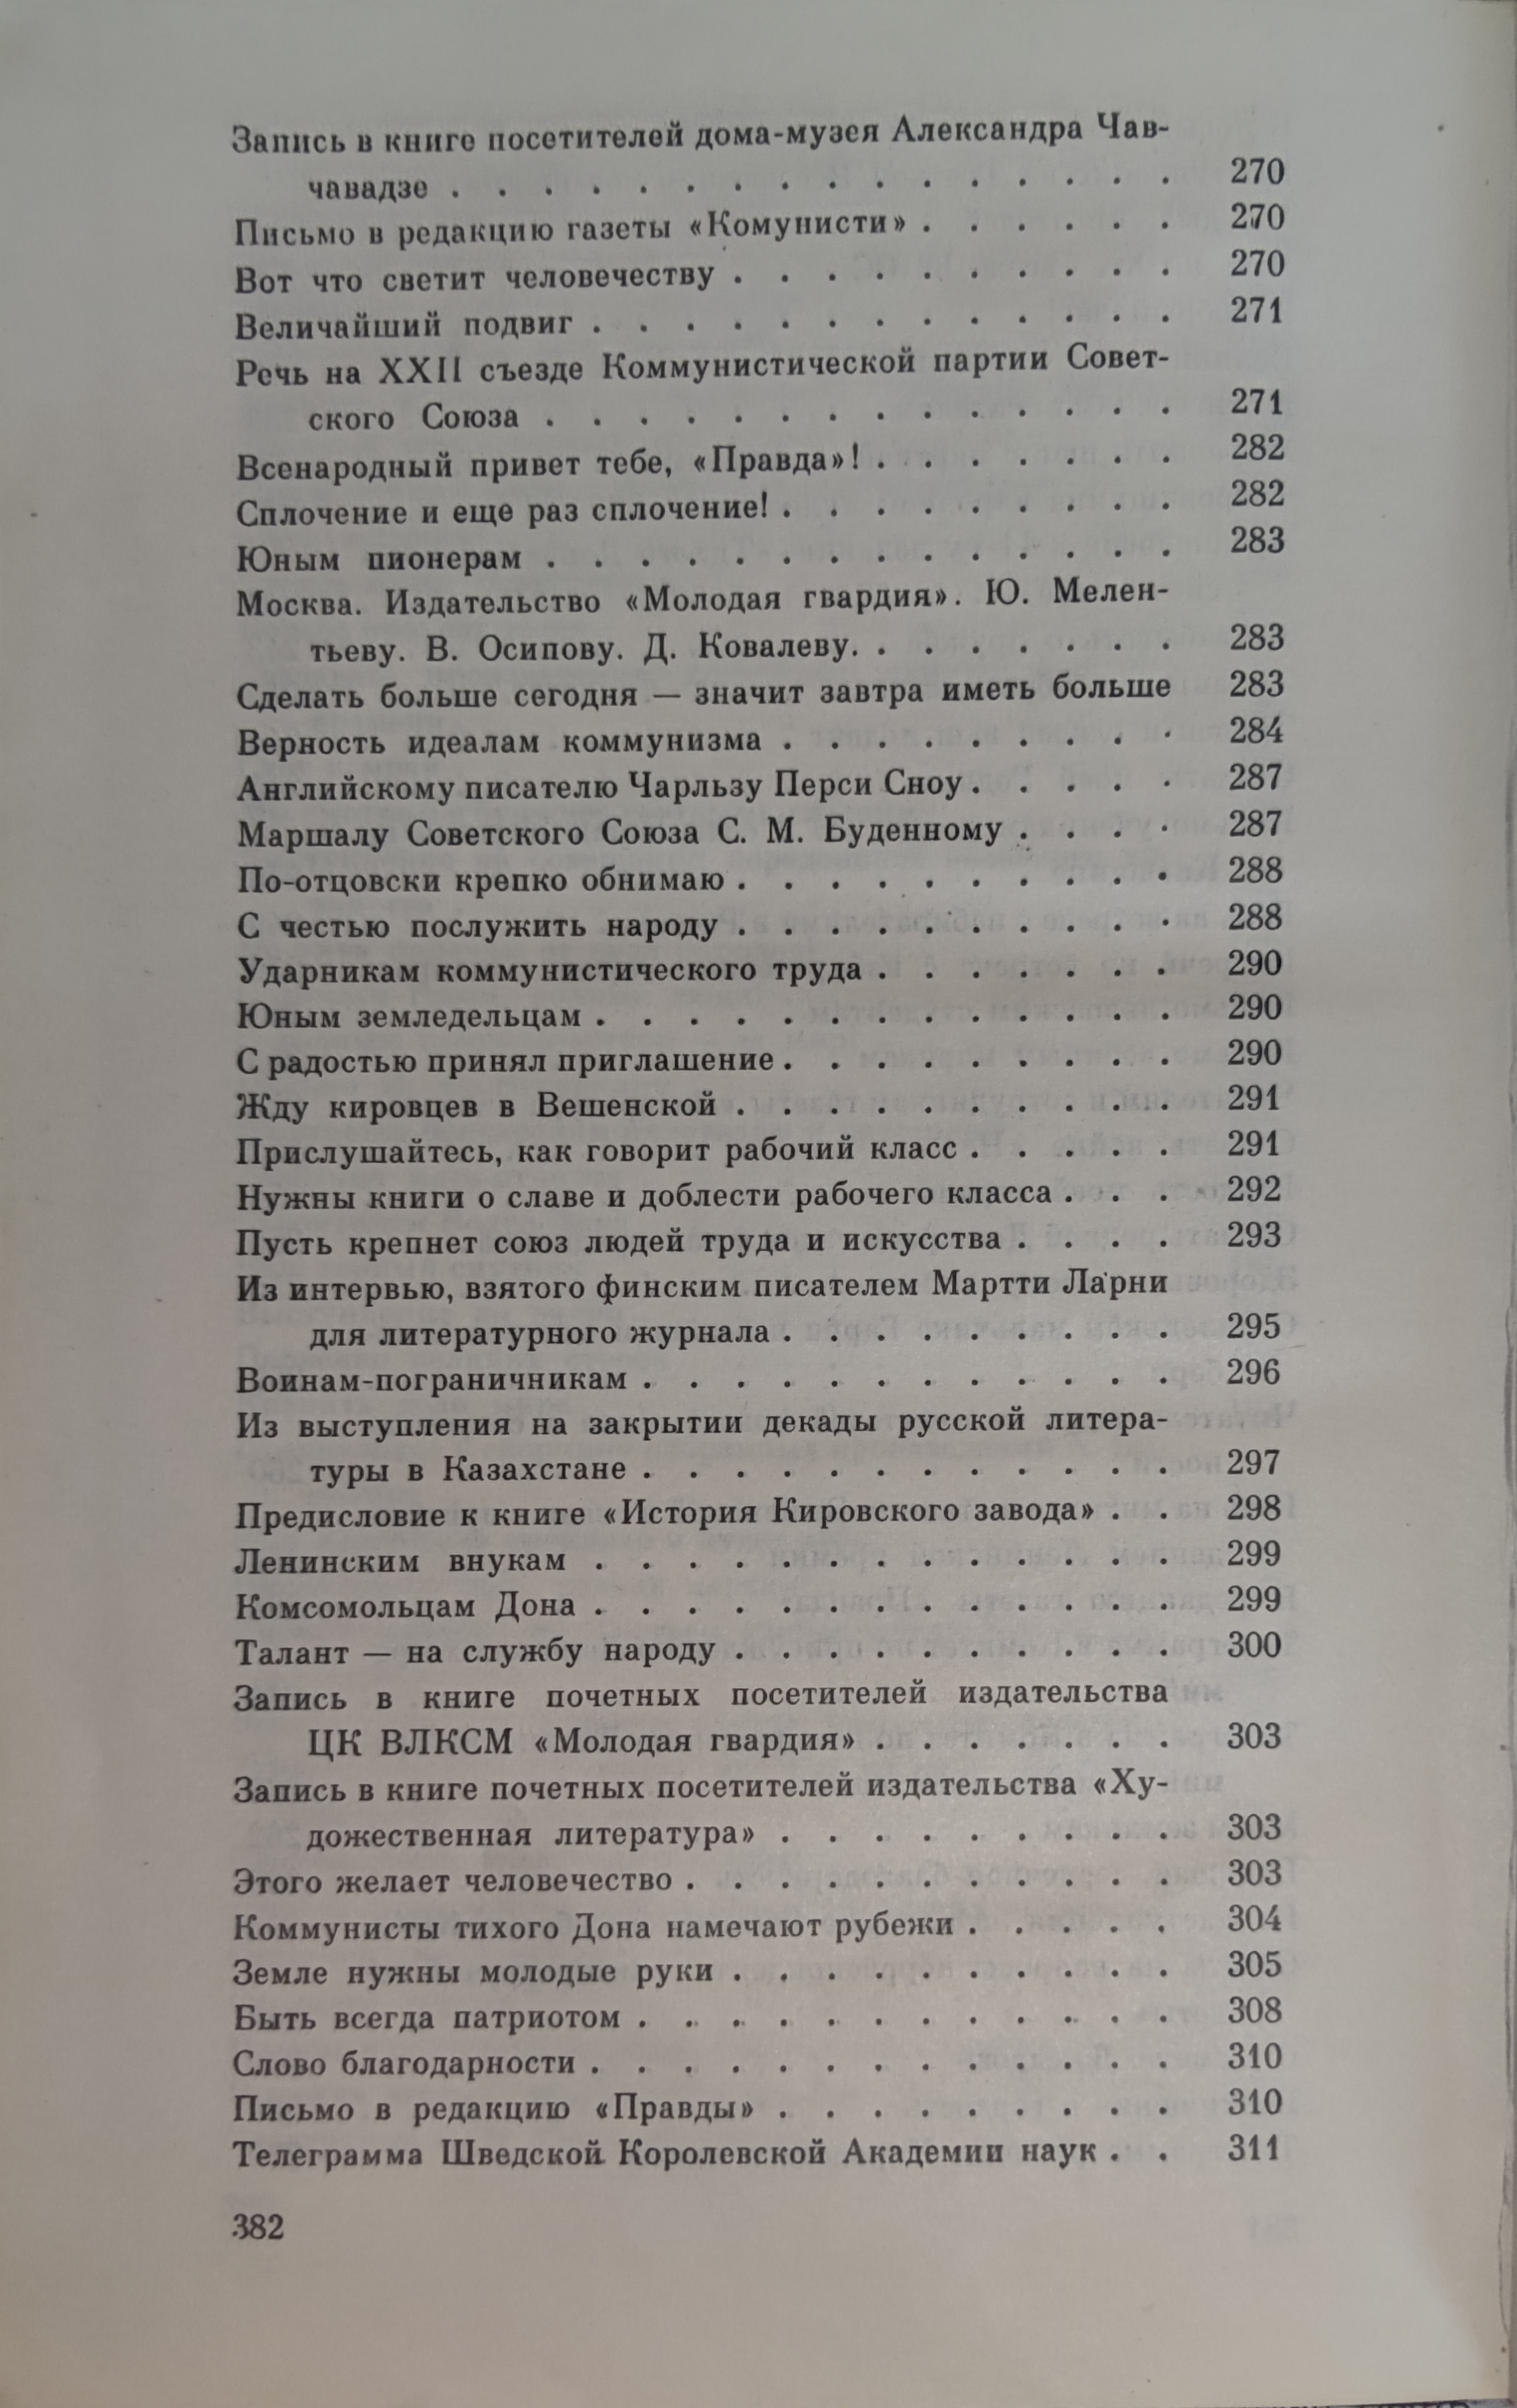 Запись в книге посетителей дома-музея Александра Чав-
чавадзе . . . . . . . . . . . . . . . . 270
Письмо в редакцию газеты «Комунисти» . . . . . . 270
Вот что светит человечеству . . . . . . . . . . 270
Величайший подвиг . . . . . . . . . . . . . 271
Речь на XXII съезде Коммунистической партии Совет-
ского Союза . . . . . . . . . . . . . . 271
Всенародный привет тебе, «Правда»! . . . . . . . 282
Сплочение и еще раз сплочение! . . . . . . . . . 282
Юным пионерам . . . . . . . . . . . . . . 283
Москва. Издательство «Молодая гвардия». Ю. Мелен-
тьеву. В. Осипову. Д. Ковалеву. . . . . . . . 283
Сделать больше сегодня — значит завтра иметь больше 283
Верность идеалам коммунизма . . . . . . . . . 284
Английскому писателю Чарльзу Перси Сноу . . . . . 287
Маршалу Советского Союза С. М. Буденному . . . . 287
По-отцовски крепко обнимаю . . . . . . . . . . 288
С честью послужить народу . . . . . . . . . . 288
Ударникам коммунистического труда . . . . . . . 290
Юным земледельцам . . . . . . . . . . . . . 290
С радостью принял приглашение . . . . . . . . . 290
Жду кировцев в Вешенской . . . . . . . . . . 291
Прислушайтесь, как говорит рабочий класс . . . . . 291
Нужны книги о славе и доблести рабочего класса . . . 292
Пусть крепнет союз людей труда и искусства . . . . 293
Из интервью, взятого финским писателем Мартти Ларни
для литературного журнала . . . . . . . . . 295
Воинам-пограничникам . . . . . . . . . . . . 296
Из выступления на закрытии декады русской литера-
туры в Казахстане . . . . . . . . . . . . 297
Предисловие к книге «История Кировского завода» . . 298
Ленинским внукам . . . . . . . . . . . . . 299
Комсомольцам Дона . . . . . . . . . . . . . 299
Талант — на службу народу . . . . . . . . . . 300
Запись в книге почетных посетителей издательства
ЦК ВЛКСМ «Молодая гвардия» . . . . . . . 303
Запись в книге почетных посетителей издательства «Ху-
дожественная литература» . . . . . . . . . 303
Этого желает человечество . . . . . . . . . . . 303
Коммунисты тихого Дона намечают рубежи . . . . . 304
Земле нужны молодые руки . . . . . . . . . . 305
Быть всегда патриотом . . . . . . . . . . . . 308
Слово благодарности . . . . . . . . . . . . . 310
Письмо в редакцию «Правды» . . . . . . . . . 310
Телеграмма Шведской Королевской Академии наук . . 311
382